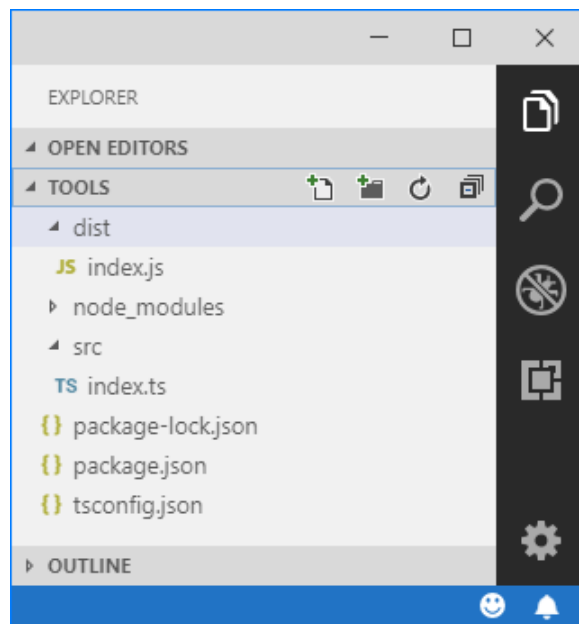 EXPLORER
OPEN EDITORS
TOOLS
dist
JS index.js
node_modules
src
TS index.ts
{} package-lock.json
{} package.json
{} tsconfig.json
OUTLINE